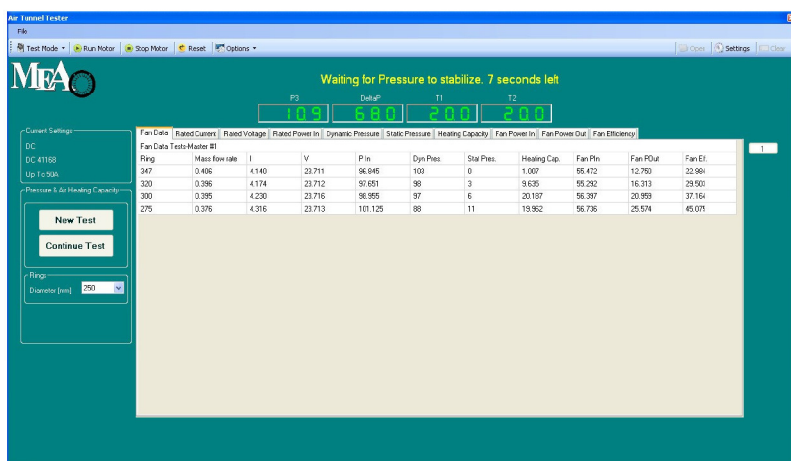 Air Tunnel Tester
File
Test Mode Run Motor Stop Motor Reset Options Open Settings Clear
MEA
Waiting for Pressure to stabilize. 7 seconds left
P3 DeltaP T1 T2
109 680 200 200
Current Settings
DC
DC 41168
Up To 50A
Pressure & Air Heating Capacity
New Test
Continue Test
Rings
Diameter [mm] 250
Fan Data Rated Current Rated Voltage Rated Power In Dynamic Pressure Static Pressure Heating Capacity Fan Power In Fan Power Out Fan Efficiency
1
Fan Data Tests-Master #1
Ring Mass flow rate I V P In Dyn Pres. Stat Pres. Heating Cap. Fan PIn Fan POut Fan Ef.
347 0.406 4.140 23.711 96.845 103 0 1.007 55.472 12.750 22.984
320 0.396 4.174 23.712 97.651 98 3 9.635 55.292 16.313 29.503
300 0.395 4.230 23.716 98.955 97 6 20.187 56.397 20.959 37.164
275 0.376 4.316 23.713 101.125 88 11 19.962 56.736 25.574 45.075